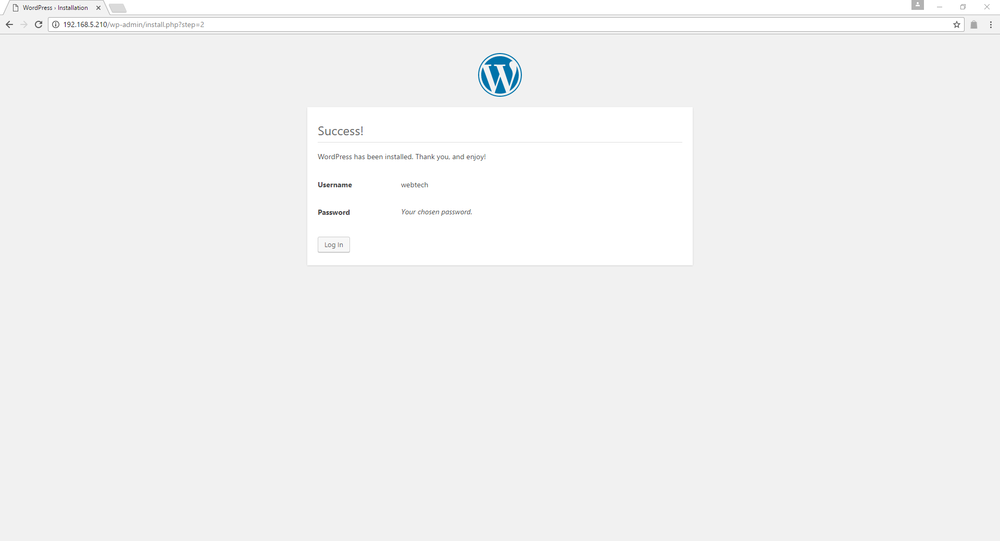 WordPress › Installation
192.168.5.210/wp-admin/install.php?step=2
Success!
WordPress has been installed. Thank you, and enjoy!
Username webtech
Password Your chosen password.
Log In